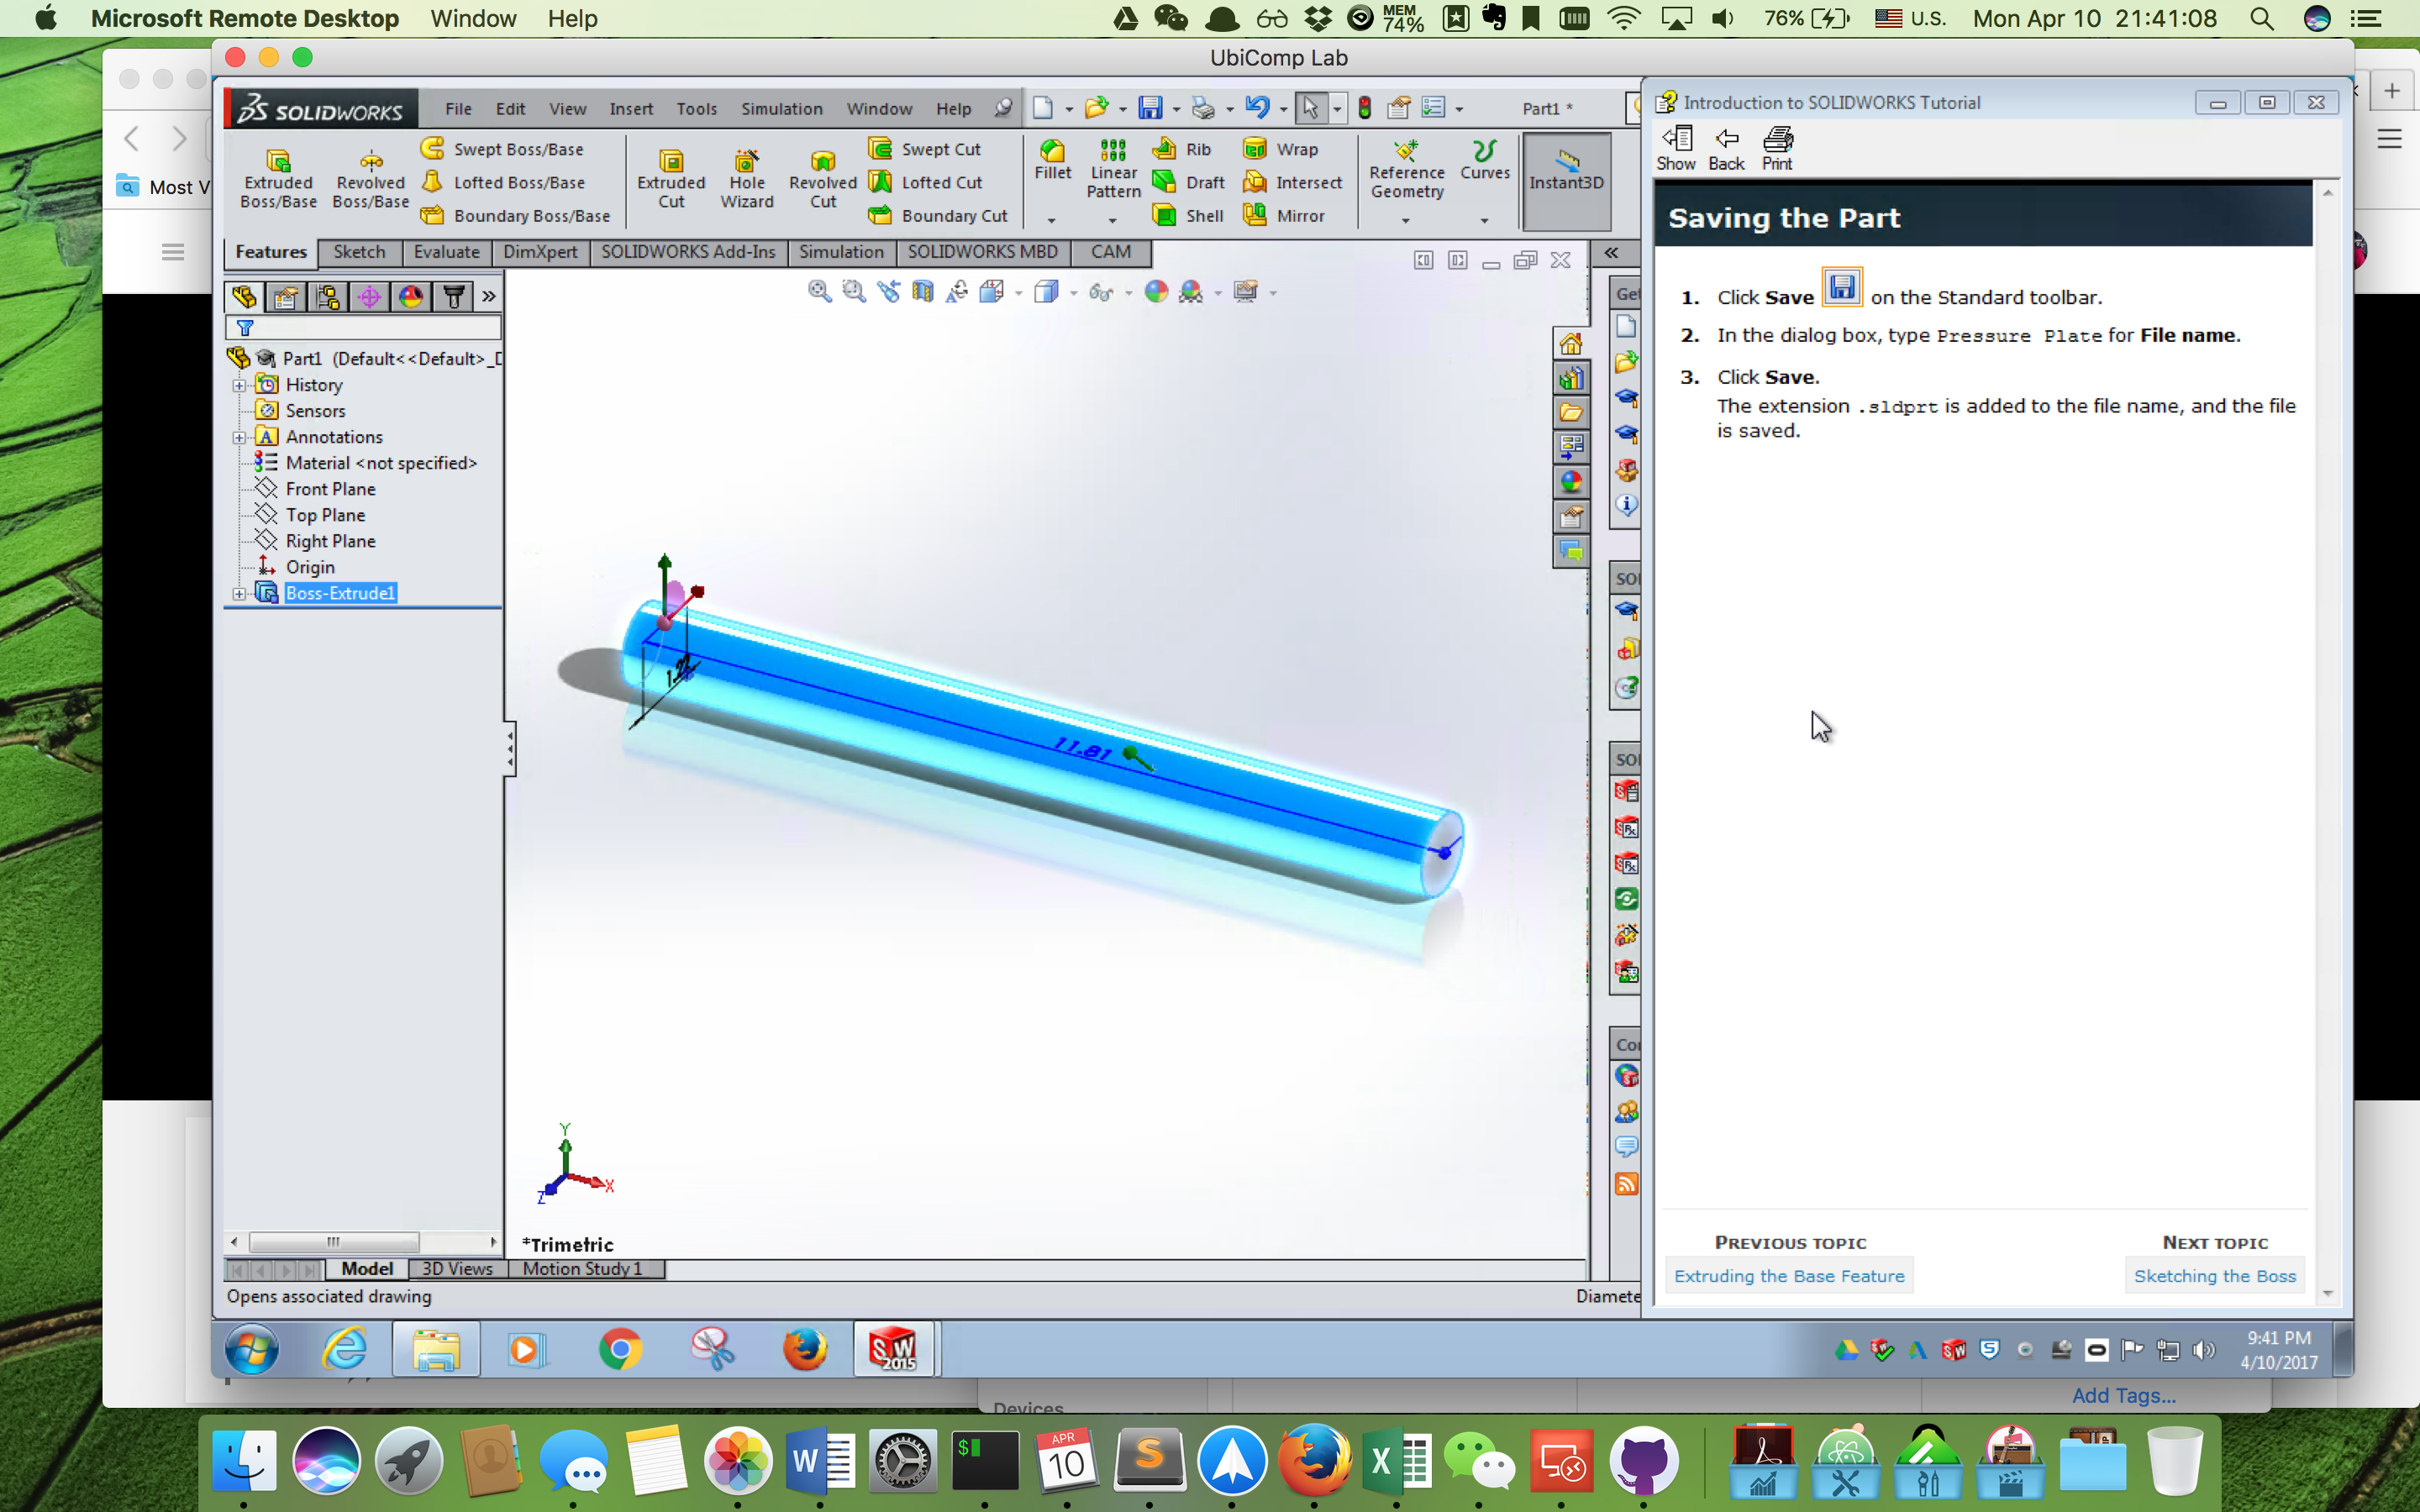 Microsoft Remote Desktop Window Help MEM 74% 76% U.S. Mon Apr 10 21:41:08
UbiComp Lab
SOLIDWORKS File Edit View Insert Tools Simulation Window Help Part1 *
Extruded Boss/Base
Revolved Boss/Base
Swept Boss/Base
Lofted Boss/Base
Boundary Boss/Base
Extruded Cut
Hole Wizard
Revolved Cut
Swept Cut
Lofted Cut
Boundary Cut
Fillet
Linear Pattern
Rib
Draft
Shell
Wrap
Intersect
Mirror
Reference Geometry
Curves
Instant3D
Features Sketch Evaluate DimXpert SOLIDWORKS Add-Ins Simulation SOLIDWORKS MBD CAM
Most V
Part1 (Default<<Default>_D
History
Sensors
Annotations
Material <not specified>
Front Plane
Top Plane
Right Plane
Origin
Boss-Extrude1
11.81
Y
X
Z
*Trimetric
Model 3D Views Motion Study 1
Opens associated drawing
Diamete
Get
SOI
SOI
Co
Introduction to SOLIDWORKS Tutorial
Show Back Print
Saving the Part
1. Click Save on the Standard toolbar.
2. In the dialog box, type Pressure Plate for File name.
3. Click Save.
The extension .sldprt is added to the file name, and the file
is saved.
PREVIOUS TOPIC
Extruding the Base Feature
NEXT TOPIC
Sketching the Boss
SW 2015
9:41 PM
4/10/2017
Devices
Add Tags...
APR
10